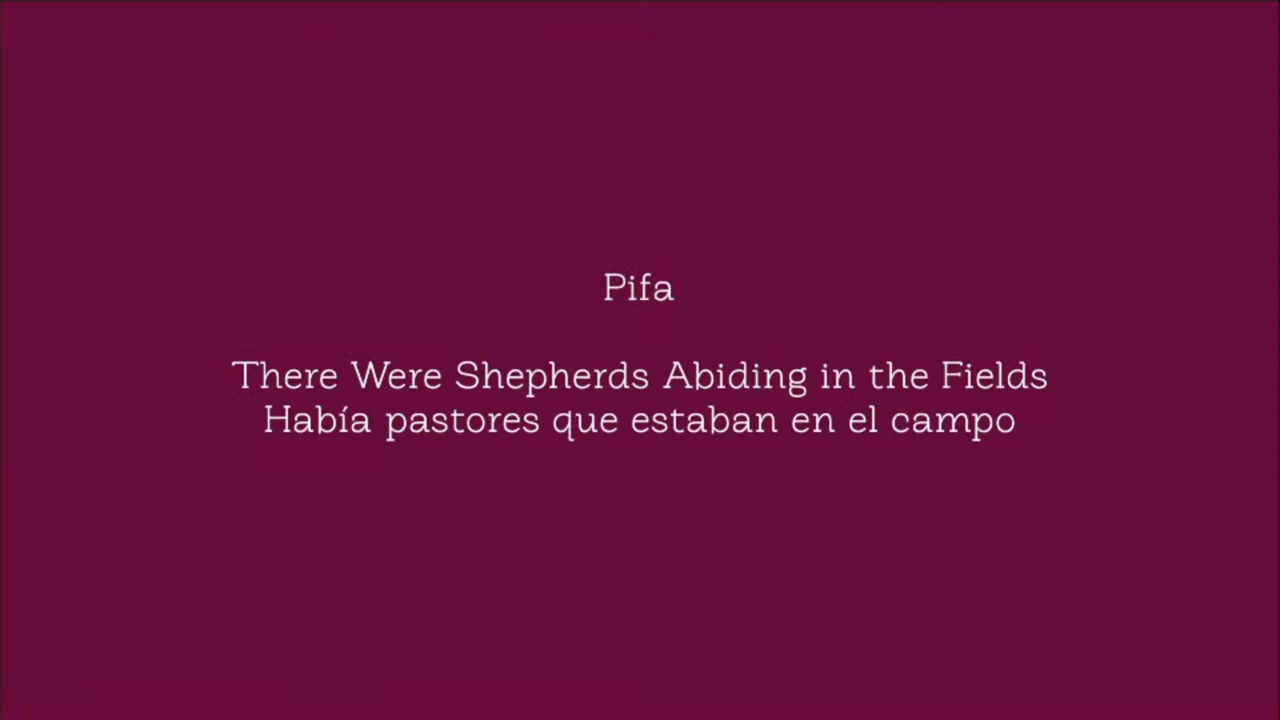 Pifa
There Were Shepherds Abiding in the Fields
Había pastores que estaban en el campo